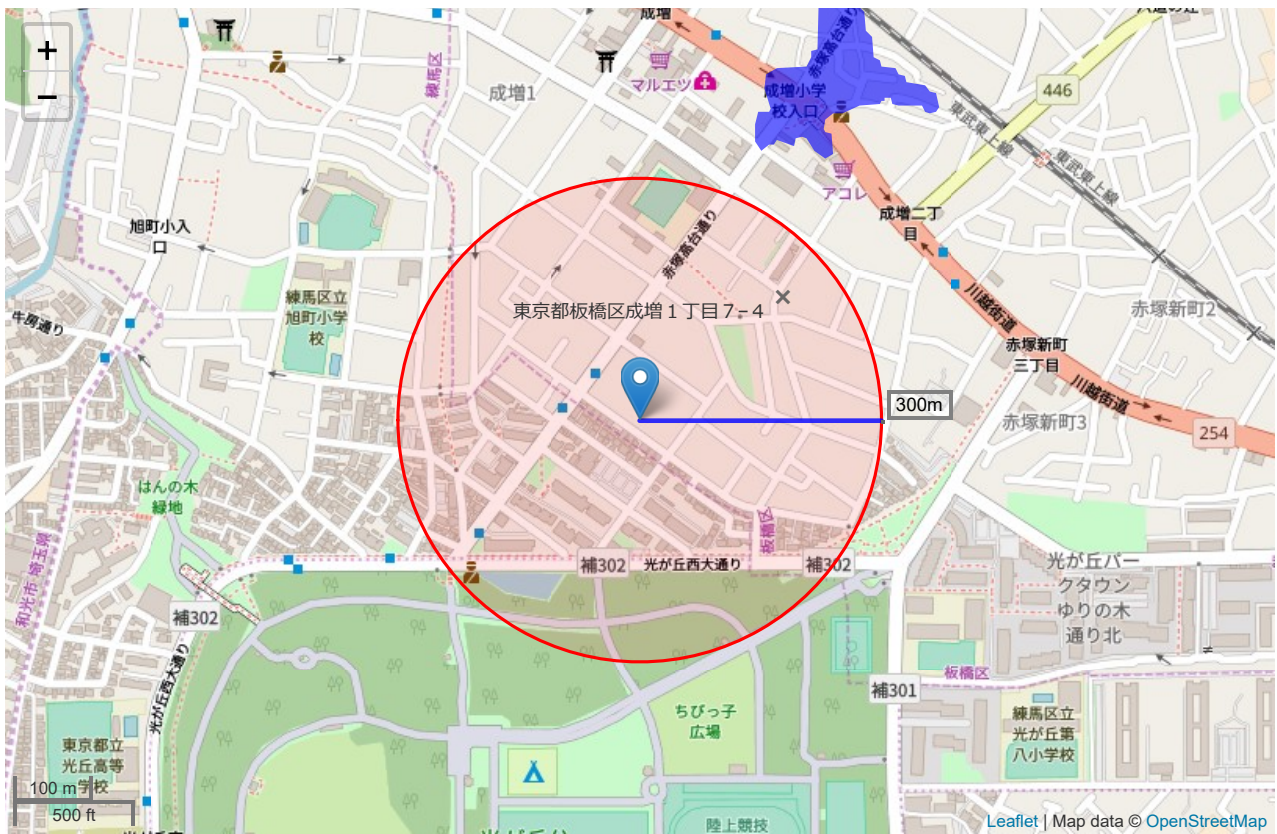 成増
+
−
練馬区
成増1
マルエツ
赤塚高台通り
成増小学
校入口
446
東武東上線
東武東上線
アコレ
成増二丁
目
旭町小入
口
赤塚高台通り
練馬区立
旭町小学
校
牛房通り
東京都板橋区成増１丁目７−４
川越街道
赤塚新町2
赤塚新町
三丁目
川越街道
300m
赤塚新町3
254
はんの木
緑地
板橋区
和光市 埼玉県
補302
光が丘西大通り
補302
光が丘パー
クタウン
ゆりの木
通り北
補302
光が丘西大通り
板橋区
補301
ちびっ子
広場
練馬区立
光が丘第
八小学校
東京都立
光丘高等
学校
100 m
500 ft
陸上競技
Leaflet | Map data © OpenStreetMap